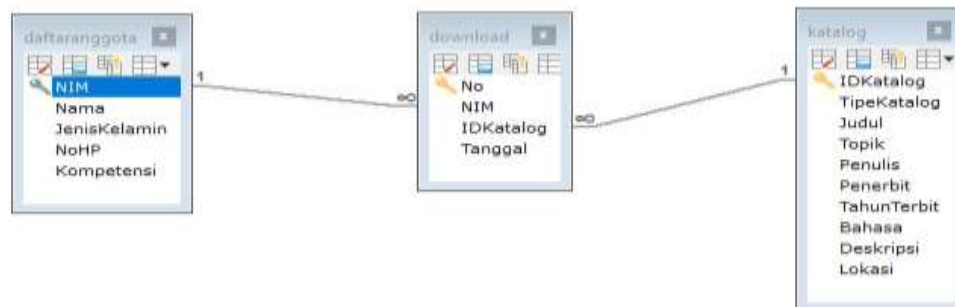 daftaranggota
NIM
Nama
JenisKelamin
NoHP
Kompetensi
1
∞
download
No
NIM
IDKatalog
Tanggal
∞
1
katalog
IDKatalog
TipeKatalog
Judul
Topik
Penulis
Penerbit
TahunTerbit
Bahasa
Deskripsi
Lokasi